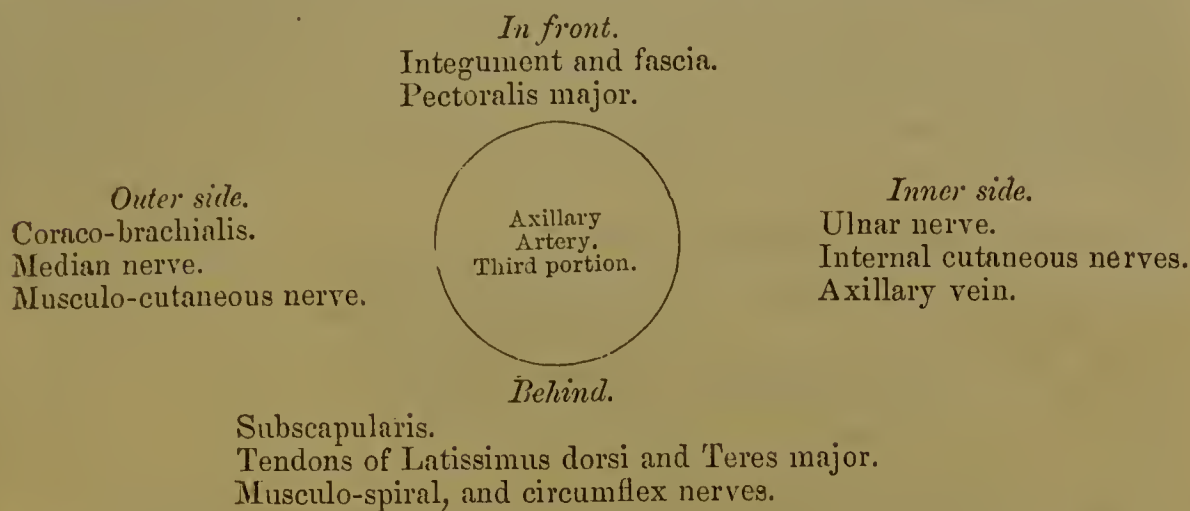 In front.
Integument and fascia.
Pectoralis major.
Outer side.
Coraco-brachialis.
Median nerve.
Musculo-cutaneous nerve.
Axillary
Artery.
Third portion.
Inner side.
Ulnar nerve.
Internal cutaneous nerves.
Axillary vein.
Behind.
Subscapularis.
Tendons of Latissimus dorsi and Teres major.
Musculo-spiral, and circumflex nerves.